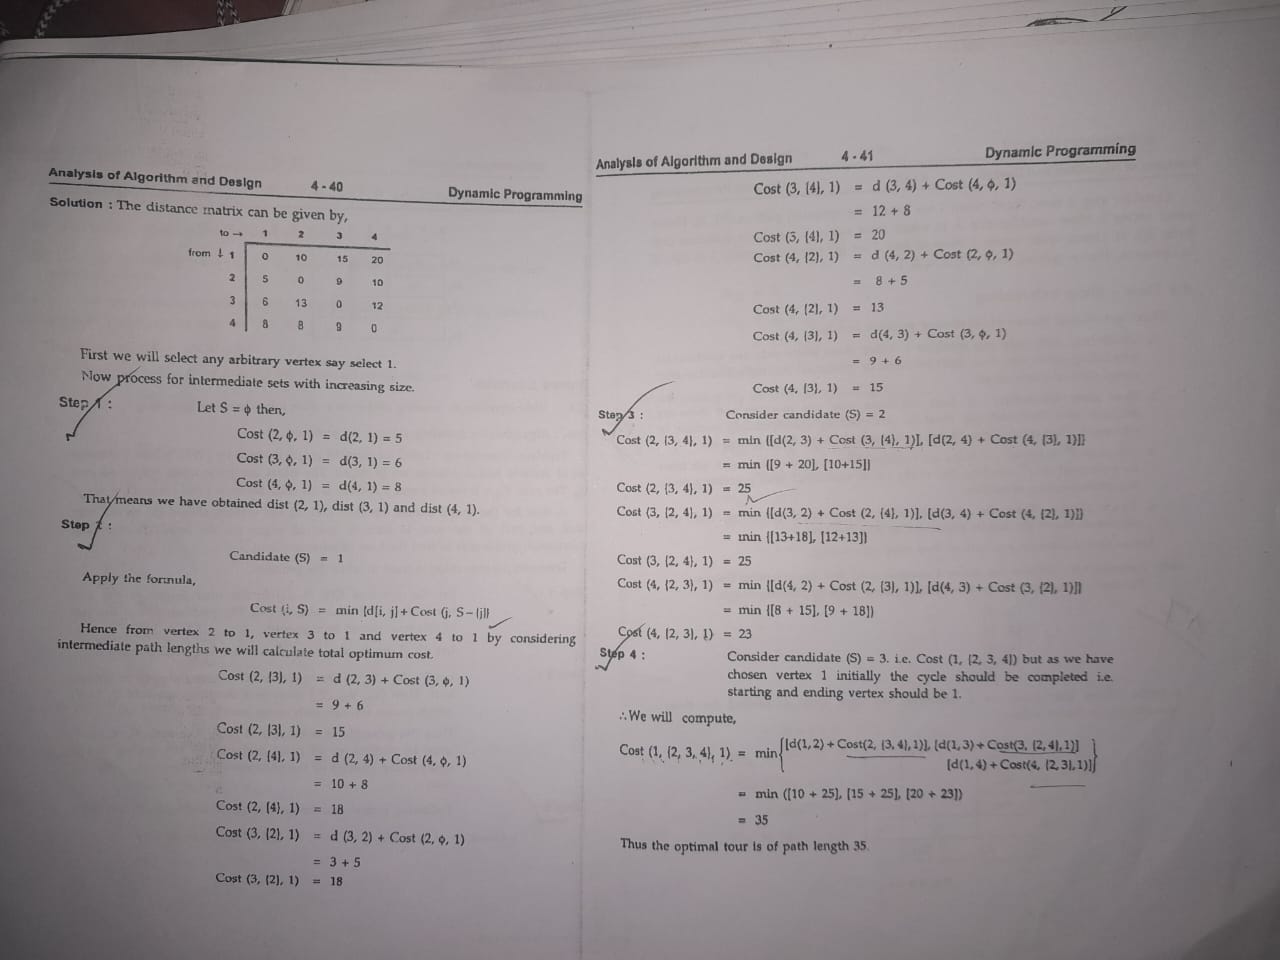 Analysis of Algorithm and Design 4 - 40 Dynamic Programming
Solution : The distance matrix can be given by,
to → 1 2 3 4
from ↓ 1 0 10 15 20
2 5 0 9 10
3 6 13 0 12
4 8 8 9 0
First we will select any arbitrary vertex say select 1.
Now process for intermediate sets with increasing size.
Step 1 : Let S = ϕ then,
Cost (2, ϕ, 1) = d(2, 1) = 5
Cost (3, ϕ, 1) = d(3, 1) = 6
Cost (4, ϕ, 1) = d(4, 1) = 8
That means we have obtained dist (2, 1), dist (3, 1) and dist (4, 1).
Step 2 :
Candidate (S) = 1
Apply the formula,
Cost (i, S) = min {d[i, j]+Cost (j, S−{j})}
Hence from vertex 2 to 1, vertex 3 to 1 and vertex 4 to 1 by considering
intermediate path lengths we will calculate total optimum cost.
Cost (2, {3}, 1) = d (2, 3) + Cost (3, ϕ, 1)
= 9 + 6
Cost (2, {3}, 1) = 15
Cost (2, {4}, 1) = d (2, 4) + Cost (4, ϕ, 1)
= 10 + 8
Cost (2, {4}, 1) = 18
Cost (3, {2}, 1) = d (3, 2) + Cost (2, ϕ, 1)
= 3 + 5
Cost (3, {2}, 1) = 18
Analysis of Algorithm and Design 4 - 41 Dynamic Programming
Cost (3, {4}, 1) = d (3, 4) + Cost (4, ϕ, 1)
= 12 + 8
Cost (3, {4}, 1) = 20
Cost (4, {2}, 1) = d (4, 2) + Cost (2, ϕ, 1)
= 8 + 5
Cost (4, {2}, 1) = 13
Cost (4, {3}, 1) = d(4, 3) + Cost (3, ϕ, 1)
= 9 + 6
Cost (4, {3}, 1) = 15
Step 3 : Consider candidate (S) = 2
Cost (2, {3, 4}, 1) = min {[d(2, 3) + Cost (3, {4}, 1)], [d(2, 4) + Cost (4, {3}, 1)]}
= min {[9 + 20], [10+15]}
Cost (2, {3, 4}, 1) = 25
Cost (3, {2, 4}, 1) = min {[d(3, 2) + Cost (2, {4}, 1)], [d(3, 4) + Cost (4, {2}, 1)]}
= min {[13+18], [12+13]}
Cost (3, {2, 4}, 1) = 25
Cost (4, {2, 3}, 1) = min {[d(4, 2) + Cost (2, {3}, 1)], [d(4, 3) + Cost (3, {2}, 1)]}
= min {[8 + 15], [9 + 18]}
Cost (4, {2, 3}, 1) = 23
Step 4 : Consider candidate (S) = 3. i.e. Cost (1, {2, 3, 4}) but as we have
chosen vertex 1 initially the cycle should be completed i.e.
starting and ending vertex should be 1.
∴ We will compute,
Cost (1, {2, 3, 4}, 1) = min { [d(1, 2) + Cost(2, {3, 4}, 1)], [d(1, 3) + Cost(3, {2, 4}, 1)]
[d(1, 4) + Cost(4, {2, 3}, 1)] }
= min {[10 + 25], [15 + 25], [20 + 23]}
= 35
Thus the optimal tour is of path length 35.